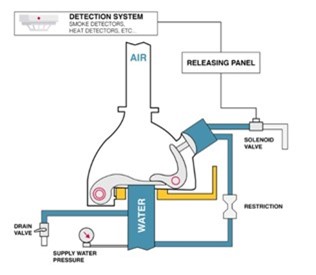 DETECTION SYSTEM
SMOKE DETECTORS,
HEAT DETECTORS, ETC..
AIR
RELEASING PANEL
SOLENOID
VALVE
WATER
RESTRICTION
DRAIN
VALVE
SUPPLY WATER
PRESSURE